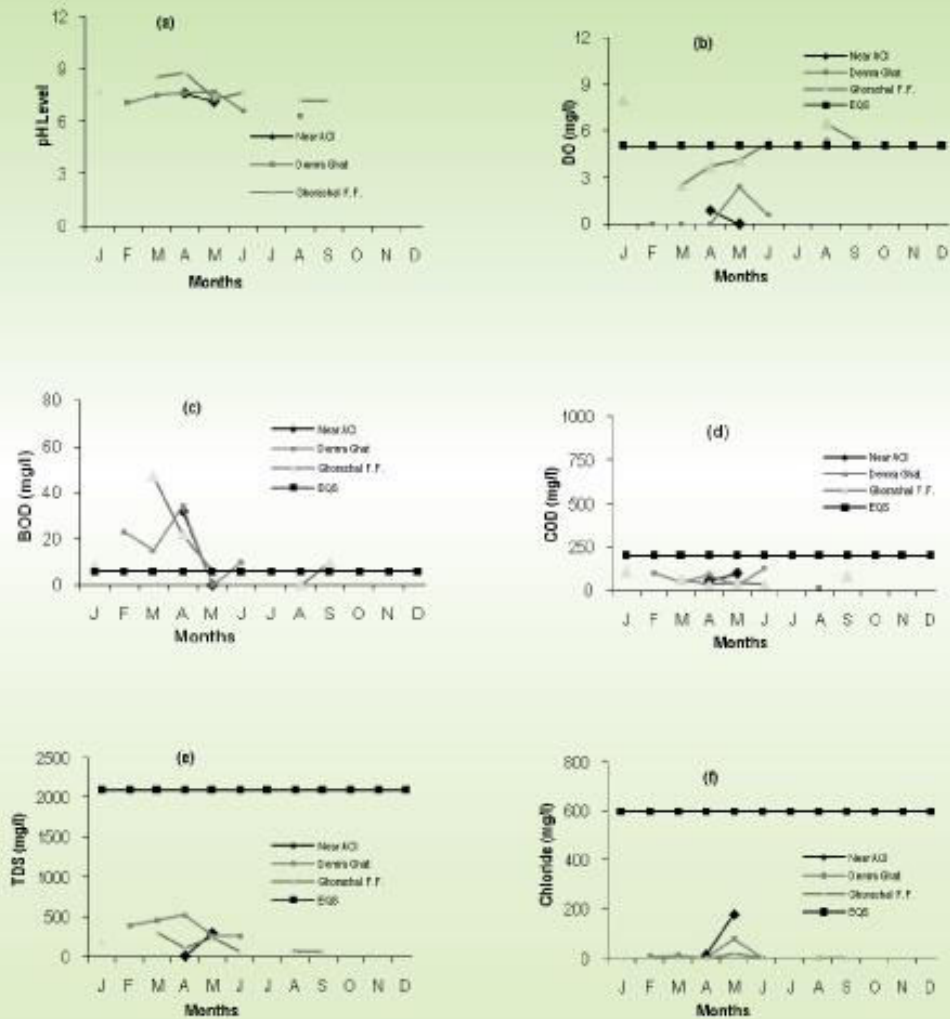 (a)
12
9
6
3
0
pH Level
Near ACI
Demra Ghat
Ghorashal F.F.
J F M A M J J A S O N D
Months
(b)
12
9
6
3
0
DO (mg/l)
Near ACI
Demra Ghat
Ghorashal F.F.
EQS
J F M A M J J A S O N D
Months
(c)
80
60
40
20
0
BOD (mg/l)
Near ACI
Demra Ghat
Ghorashal F.F.
EQS
J F M A M J J A S O N D
Months
(d)
1000
750
500
250
0
COD (mg/l)
Near ACI
Demra Ghat
Ghorashal F.F.
EQS
J F M A M J J A S O N D
Months
(e)
2500
2000
1500
1000
500
0
TDS (mg/l)
Near ACI
Demra Ghat
Ghorashal F.F.
EQS
J F M A M J J A S O N D
Months
(f)
800
600
400
200
0
Chloride (mg/l)
Near ACI
Demra Ghat
Ghorashal F.F.
EQS
J F M A M J J A S O N D
Months